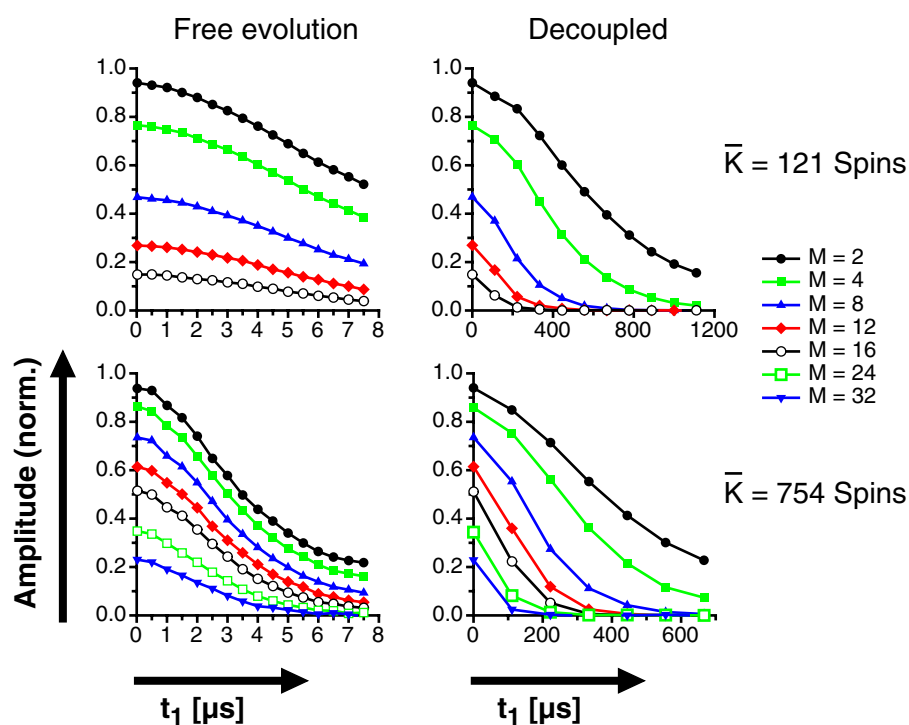 Free evolution
Decoupled
1.0
0.8
0.6
0.4
0.2
0.0
0 1 2 3 4 5 6 7 8
1.0
0.8
0.6
0.4
0.2
0.0
0 400 800 1200
K̅ = 121 Spins
M = 2
M = 4
M = 8
M = 12
M = 16
M = 24
M = 32
Amplitude (norm.)
1.0
0.8
0.6
0.4
0.2
0.0
0 1 2 3 4 5 6 7 8
1.0
0.8
0.6
0.4
0.2
0.0
0 200 400 600
K̅ = 754 Spins
t₁ [µs]
t₁ [µs]